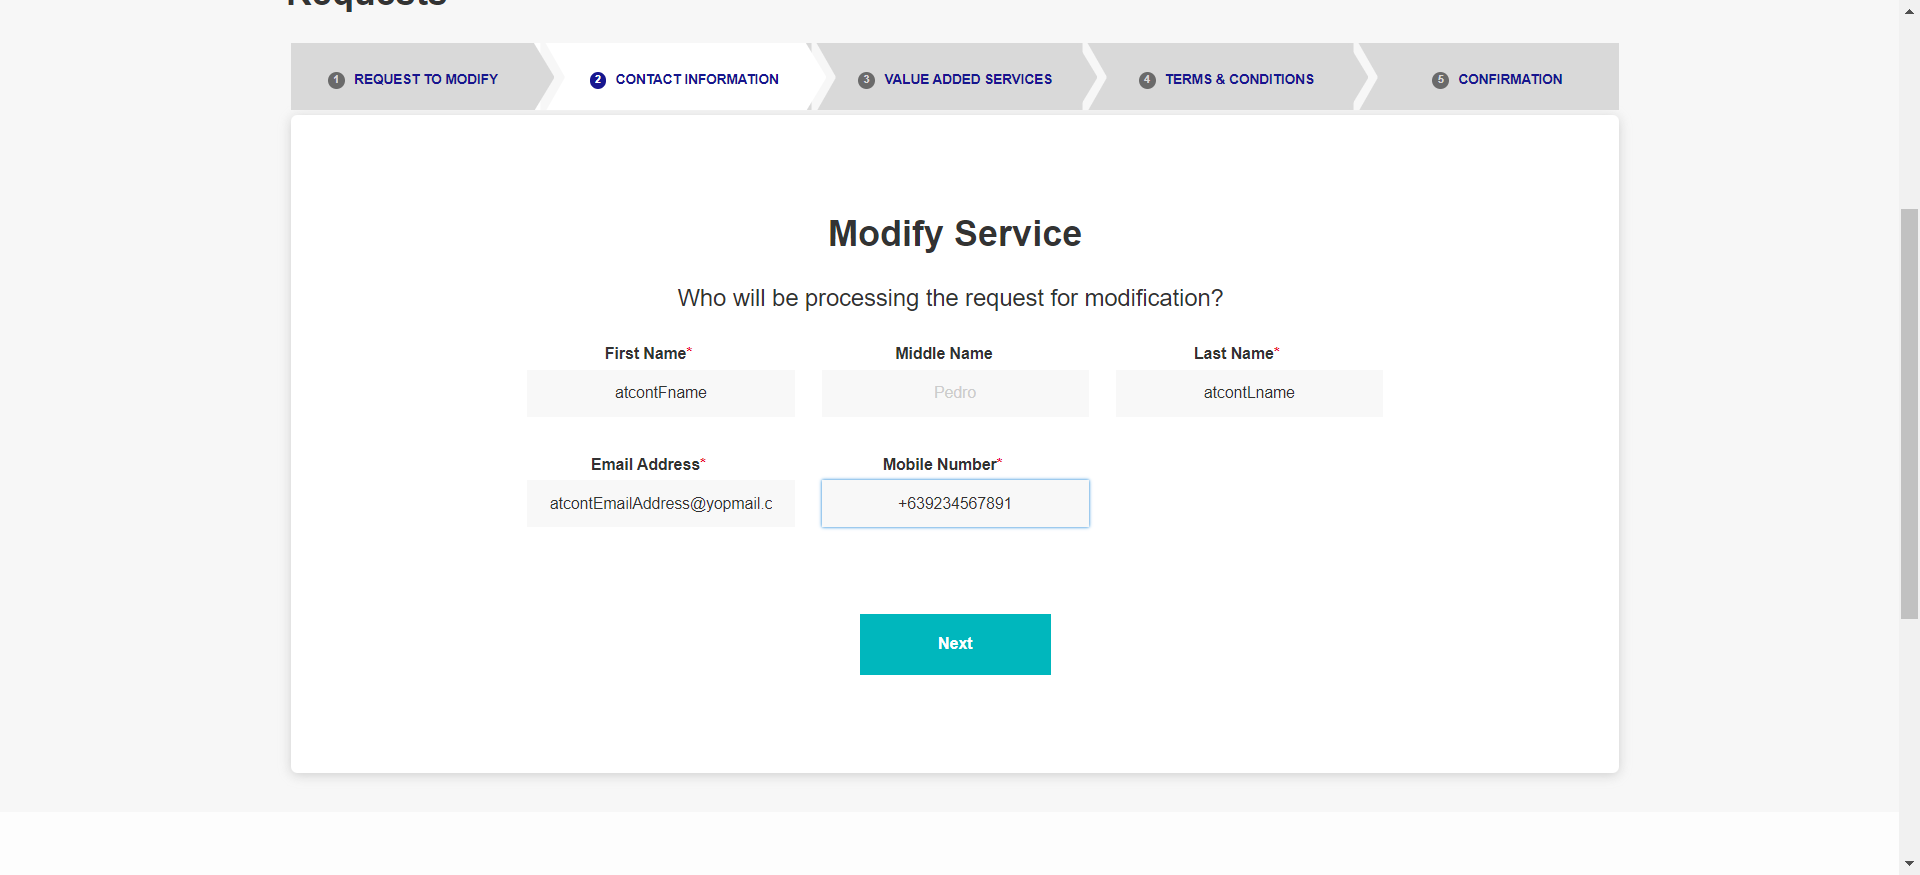 Requests
1 REQUEST TO MODIFY
2 CONTACT INFORMATION
3 VALUE ADDED SERVICES
4 TERMS & CONDITIONS
5 CONFIRMATION
Modify Service
Who will be processing the request for modification?
First Name* Middle Name Last Name*
atcontFname Pedro atcontLname
Email Address* Mobile Number*
atcontEmailAddress@yopmail.c +639234567891
Next